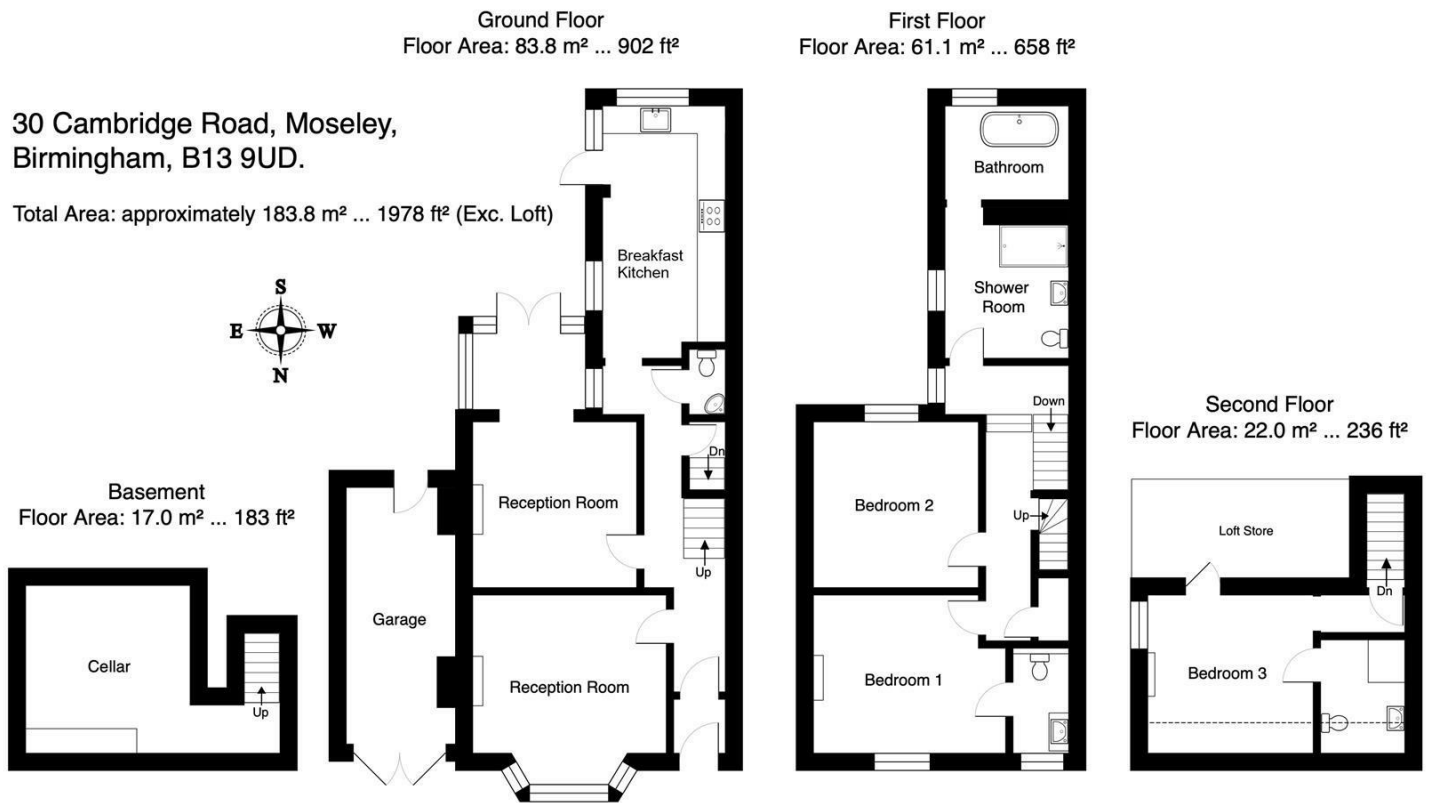 Ground Floor
Floor Area: 83.8 m² ... 902 ft²
First Floor
Floor Area: 61.1 m² ... 658 ft²
30 Cambridge Road, Moseley,
Birmingham, B13 9UD.
Total Area: approximately 183.8 m² ... 1978 ft² (Exc. Loft)
S
E
W
N
Breakfast
Kitchen
Dn
Reception Room
Up
Garage
Reception Room
Bathroom
Shower
Room
Down
Bedroom 2
Up
Bedroom 1
Basement
Floor Area: 17.0 m² ... 183 ft²
Cellar
Up
Second Floor
Floor Area: 22.0 m² ... 236 ft²
Loft Store
Dn
Bedroom 3